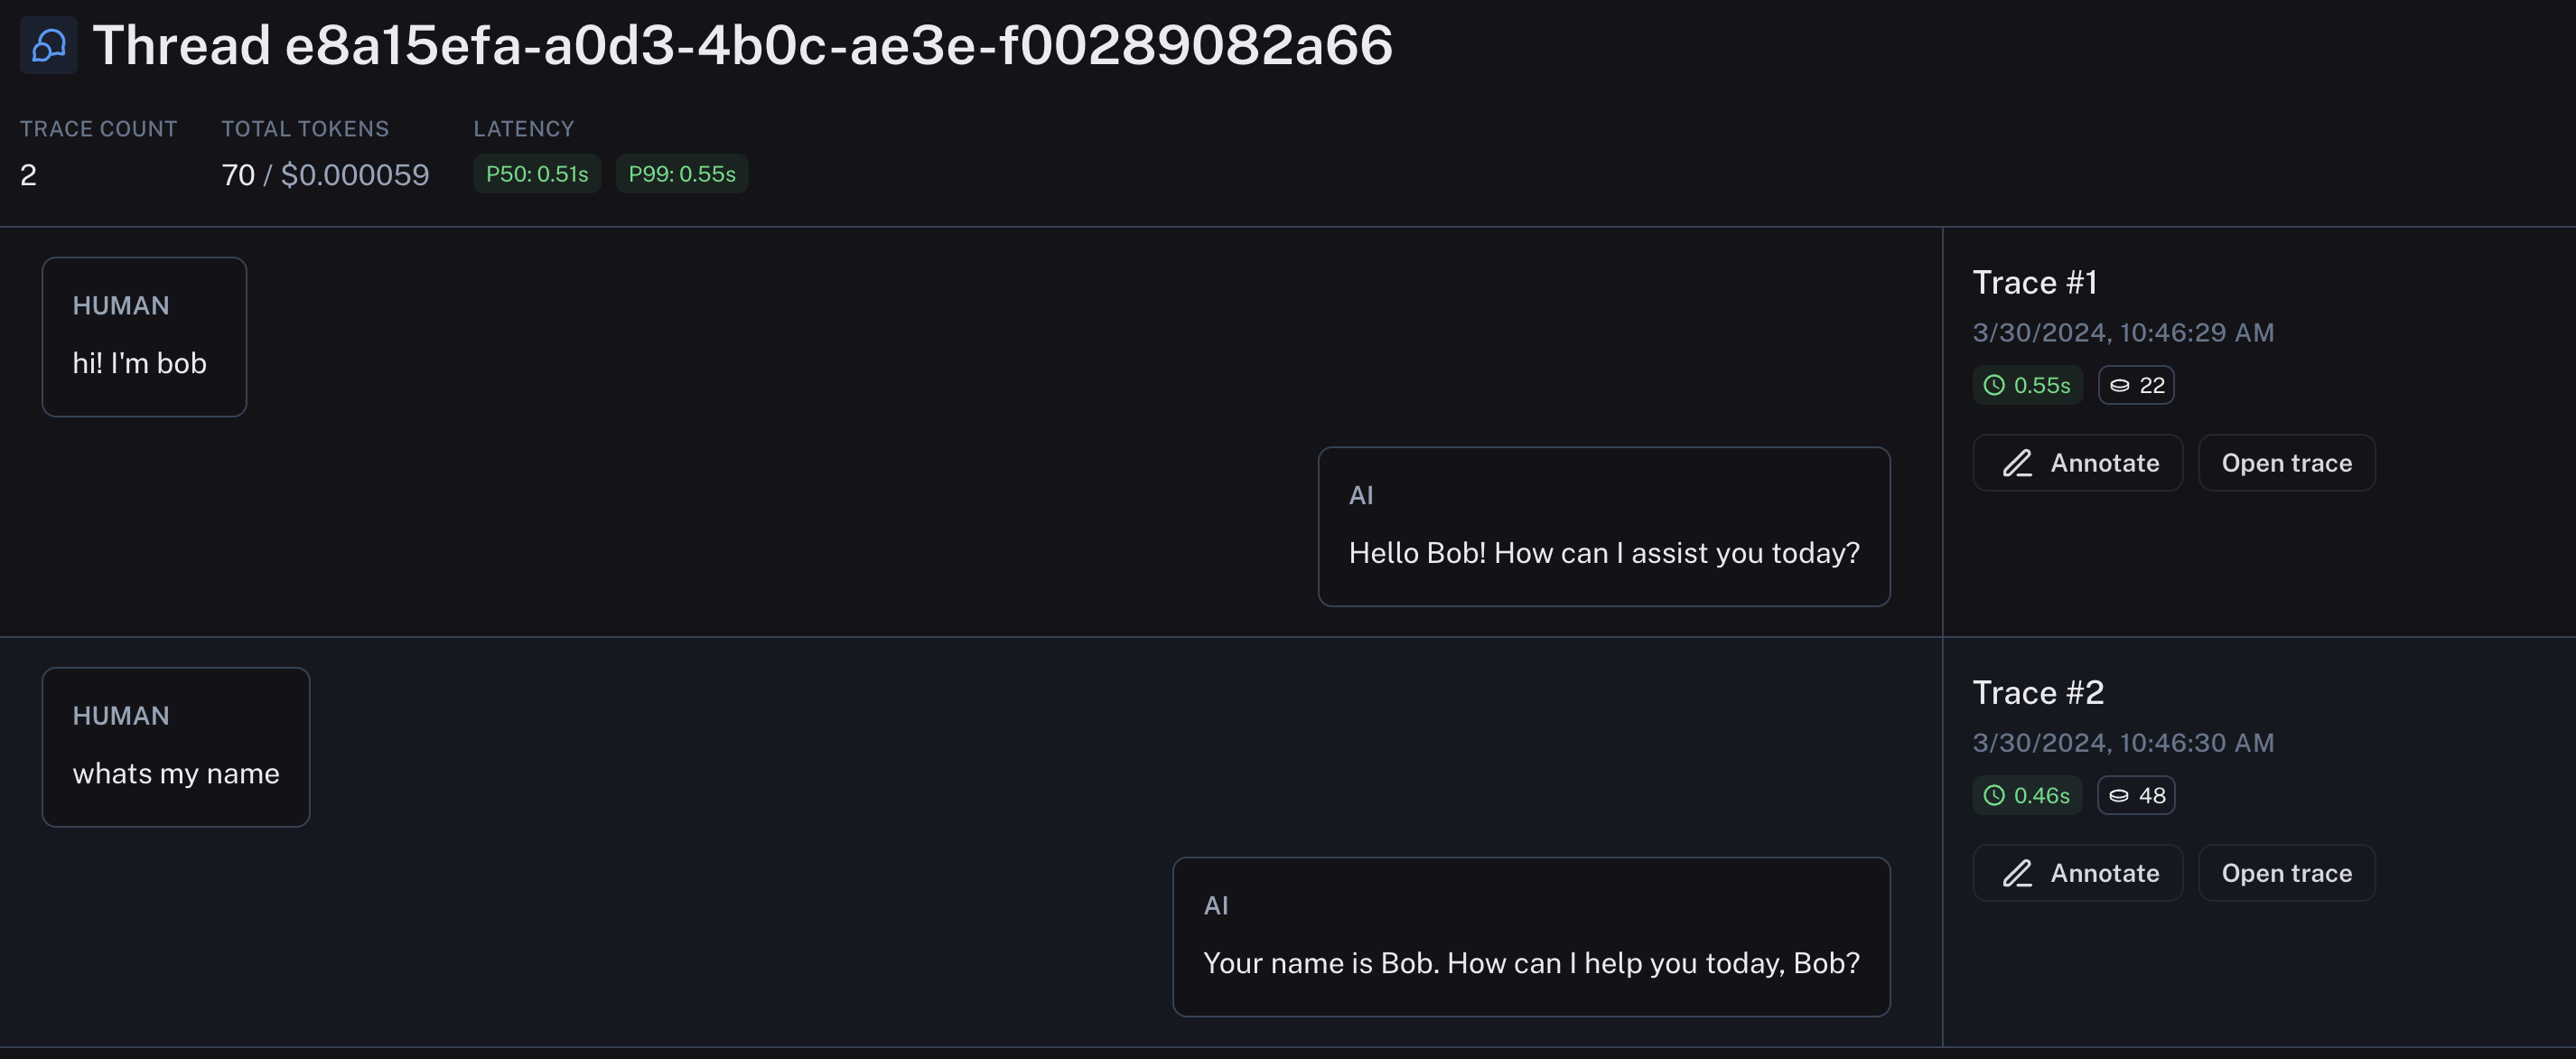 Thread e8a15efa-a0d3-4b0c-ae3e-f00289082a66
TRACE COUNT TOTAL TOKENS LATENCY
2 70 / $0.000059 P50: 0.51s P99: 0.55s
HUMAN
hi! I'm bob
AI
Hello Bob! How can I assist you today?
Trace #1
3/30/2024, 10:46:29 AM
0.55s 22
Annotate Open trace
HUMAN
whats my name
AI
Your name is Bob. How can I help you today, Bob?
Trace #2
3/30/2024, 10:46:30 AM
0.46s 48
Annotate Open trace